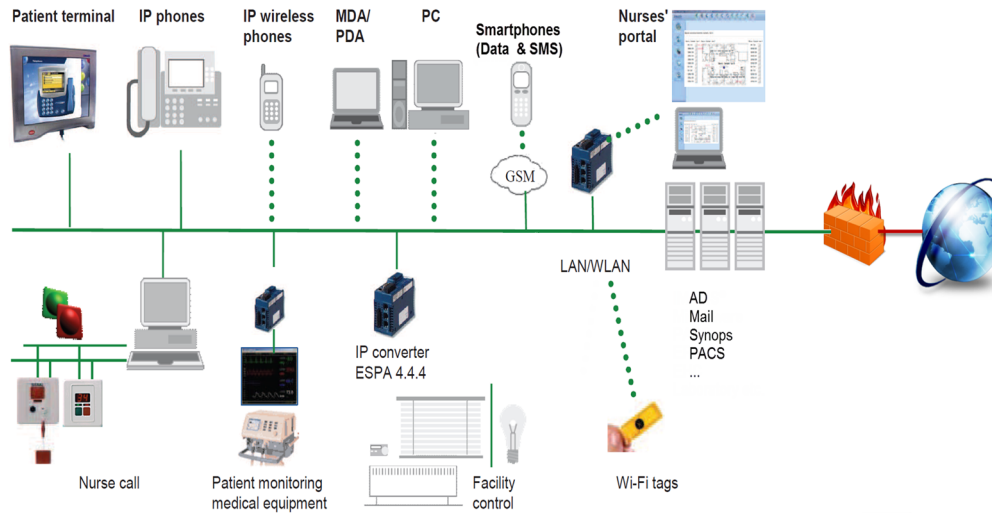 Patient terminal
IP phones
IP wireless
phones
MDA/
PDA
PC
Smartphones
(Data & SMS)
Nurses'
portal
GSM
LAN/WLAN
AD
Mail
Synops
PACS
...
IP converter
ESPA 4.4.4
Nurse call
Patient monitoring
medical equipment
Facility
control
Wi-Fi tags